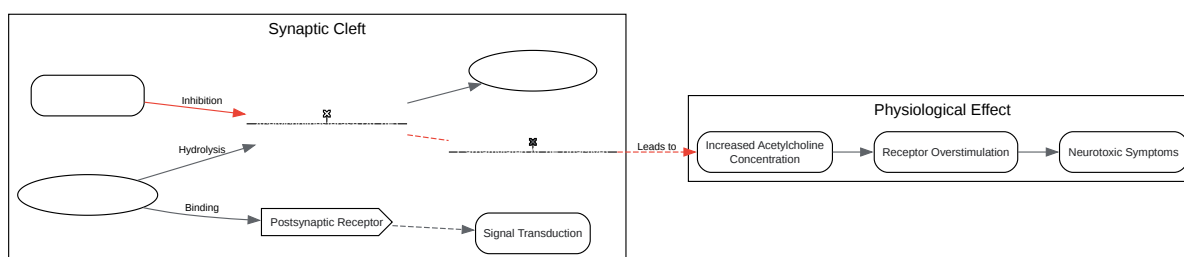 Synaptic Cleft
Inhibition
Hydrolysis
Binding
Postsynaptic Receptor
Signal Transduction
Leads to
Physiological Effect
Increased Acetylcholine
Concentration
Receptor Overstimulation
Neurotoxic Symptoms